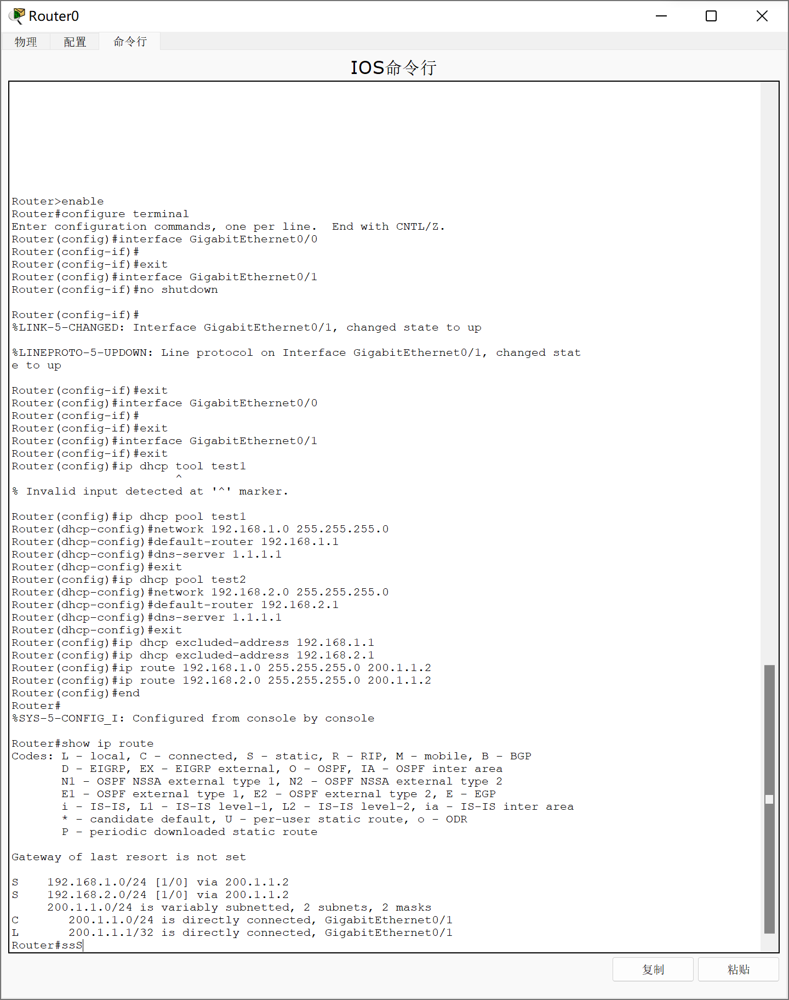 Router0
物理 配置 命令行
IOS命令行
Router>enable
Router#configure terminal
Enter configuration commands, one per line.  End with CNTL/Z.
Router(config)#interface GigabitEthernet0/0
Router(config-if)#
Router(config-if)#exit
Router(config)#interface GigabitEthernet0/1
Router(config-if)#no shutdown
Router(config-if)#
%LINK-5-CHANGED: Interface GigabitEthernet0/1, changed state to up
%LINEPROTO-5-UPDOWN: Line protocol on Interface GigabitEthernet0/1, changed stat
e to up
Router(config-if)#exit
Router(config)#interface GigabitEthernet0/0
Router(config-if)#
Router(config-if)#exit
Router(config)#interface GigabitEthernet0/1
Router(config-if)#exit
Router(config)#ip dhcp tool test1
^
% Invalid input detected at '^' marker.
Router(config)#ip dhcp pool test1
Router(dhcp-config)#network 192.168.1.0 255.255.255.0
Router(dhcp-config)#default-router 192.168.1.1
Router(dhcp-config)#dns-server 1.1.1.1
Router(dhcp-config)#exit
Router(config)#ip dhcp pool test2
Router(dhcp-config)#network 192.168.2.0 255.255.255.0
Router(dhcp-config)#default-router 192.168.2.1
Router(dhcp-config)#dns-server 1.1.1.1
Router(dhcp-config)#exit
Router(config)#ip dhcp excluded-address 192.168.1.1
Router(config)#ip dhcp excluded-address 192.168.2.1
Router(config)#ip route 192.168.1.0 255.255.255.0 200.1.1.2
Router(config)#ip route 192.168.2.0 255.255.255.0 200.1.1.2
Router(config)#end
Router#
%SYS-5-CONFIG_I: Configured from console by console
Router#show ip route
Codes: L - local, C - connected, S - static, R - RIP, M - mobile, B - BGP
D - EIGRP, EX - EIGRP external, O - OSPF, IA - OSPF inter area
N1 - OSPF NSSA external type 1, N2 - OSPF NSSA external type 2
E1 - OSPF external type 1, E2 - OSPF external type 2, E - EGP
i - IS-IS, L1 - IS-IS level-1, L2 - IS-IS level-2, ia - IS-IS inter area
* - candidate default, U - per-user static route, o - ODR
P - periodic downloaded static route
Gateway of last resort is not set
S    192.168.1.0/24 [1/0] via 200.1.1.2
S    192.168.2.0/24 [1/0] via 200.1.1.2
200.1.1.0/24 is variably subnetted, 2 subnets, 2 masks
C       200.1.1.0/24 is directly connected, GigabitEthernet0/1
L       200.1.1.1/32 is directly connected, GigabitEthernet0/1
Router#ssS
复制 粘贴